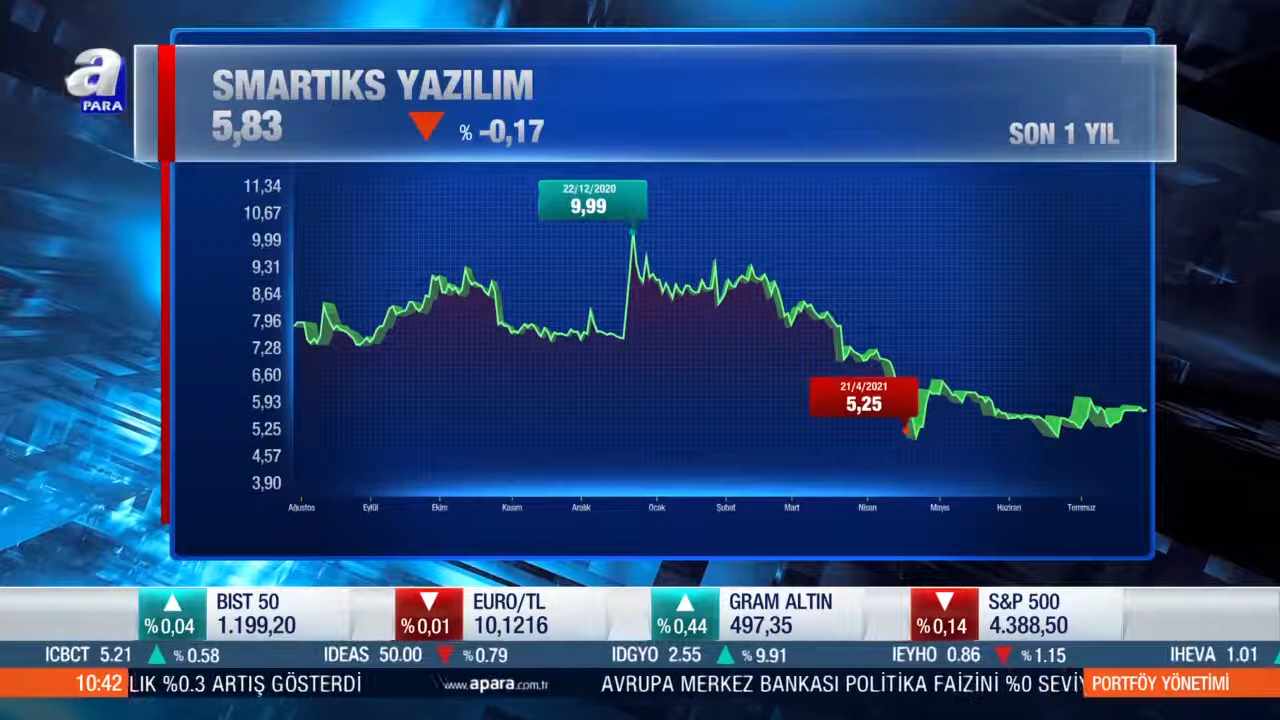 a
PARA
SMARTIKS YAZILIM
5,83 % -0,17
SON 1 YIL
11,34
10,67
9,99
9,31
8,64
7,96
7,28
6,60
5,93
5,25
4,57
3,90
22/12/2020
9,99
21/4/2021
5,25
Ağustos Eylül Ekim Kasım Aralık Ocak Şubat Mart Nisan Mayıs Haziran Temmuz
%0,04 BIST 50 1.199,20
%0,01 EURO/TL 10,1216
%0,44 GRAM ALTIN 497,35
%0,14 S&P 500 4.388,50
ICBCT 5.21 %0.58 IDEAS 50.00 %0.79 IDGYO 2.55 %9.91 IEYHO 0.86 %1.15 IHEVA 1.01
10:42 LIK %0.3 ARTIŞ GÖSTERDİ www.apara.com.tr AVRUPA MERKEZ BANKASI POLİTİKA FAİZİNİ %0 SEVİY PORTFÖY YÖNETİMİ